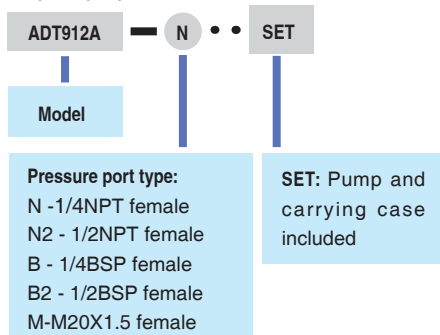 ADT912A — N • • SET
Model
Pressure port type:
N -1/4NPT female
N2 - 1/2NPT female
B - 1/4BSP female
B2 - 1/2BSP female
M-M20X1.5 female
SET: Pump and
carrying case
included